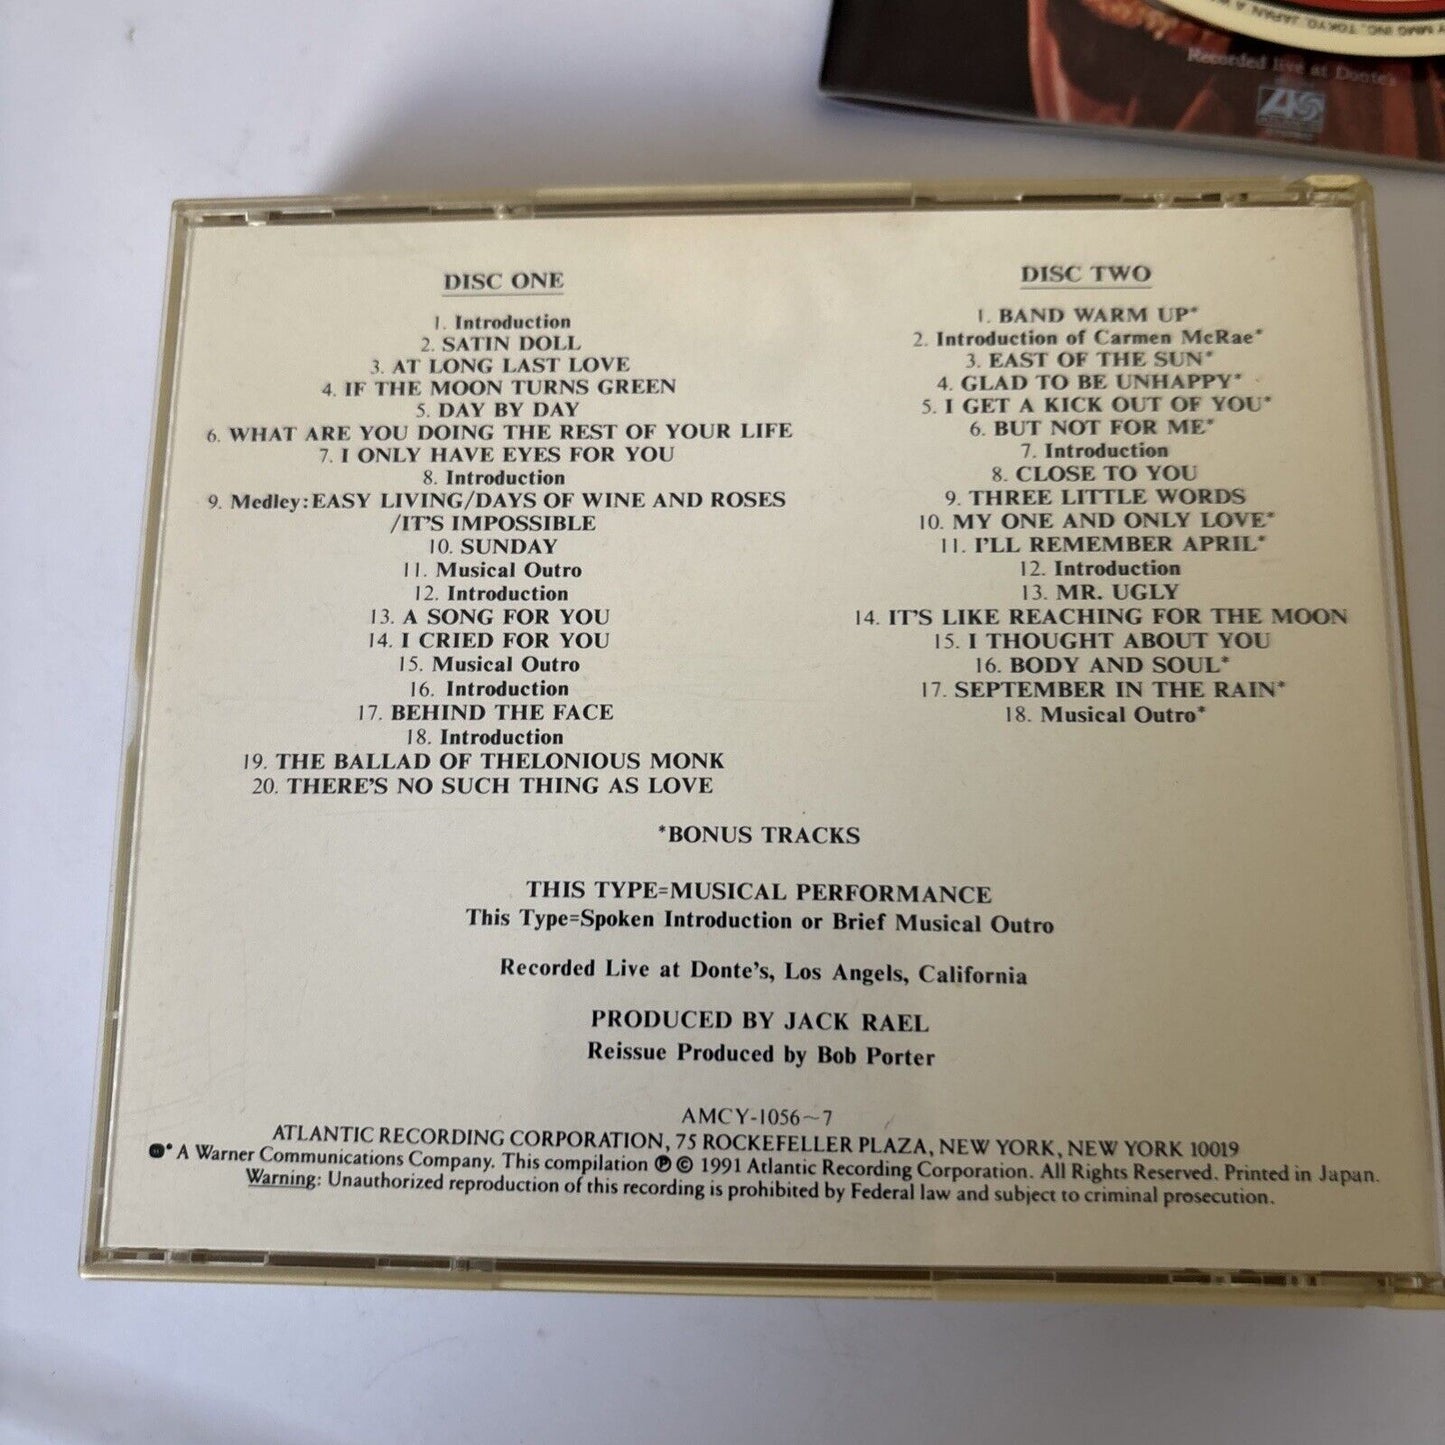 MMG INC., TOKYO, JAPAN. A
Recorded live at Donte's
DISC ONE
1. Introduction
2. SATIN DOLL
3. AT LONG LAST LOVE
4. IF THE MOON TURNS GREEN
5. DAY BY DAY
6. WHAT ARE YOU DOING THE REST OF YOUR LIFE
7. I ONLY HAVE EYES FOR YOU
8. Introduction
9. Medley:EASY LIVING/DAYS OF WINE AND ROSES
/IT'S IMPOSSIBLE
10. SUNDAY
11. Musical Outro
12. Introduction
13. A SONG FOR YOU
14. I CRIED FOR YOU
15. Musical Outro
16. Introduction
17. BEHIND THE FACE
18. Introduction
19. THE BALLAD OF THELONIOUS MONK
20. THERE'S NO SUCH THING AS LOVE
DISC TWO
1. BAND WARM UP*
2. Introduction of Carmen McRae*
3. EAST OF THE SUN*
4. GLAD TO BE UNHAPPY*
5. I GET A KICK OUT OF YOU*
6. BUT NOT FOR ME*
7. Introduction
8. CLOSE TO YOU
9. THREE LITTLE WORDS
10. MY ONE AND ONLY LOVE*
11. I'LL REMEMBER APRIL*
12. Introduction
13. MR. UGLY
14. IT'S LIKE REACHING FOR THE MOON
15. I THOUGHT ABOUT YOU
16. BODY AND SOUL*
17. SEPTEMBER IN THE RAIN*
18. Musical Outro*
*BONUS TRACKS
THIS TYPE=MUSICAL PERFORMANCE
This Type=Spoken Introduction or Brief Musical Outro
Recorded Live at Donte's, Los Angels, California
PRODUCED BY JACK RAEL
Reissue Produced by Bob Porter
AMCY-1056~7
ATLANTIC RECORDING CORPORATION, 75 ROCKEFELLER PLAZA, NEW YORK, NEW YORK 10019
A Warner Communications Company. This compilation ℗ © 1991 Atlantic Recording Corporation. All Rights Reserved. Printed in Japan.
Warning: Unauthorized reproduction of this recording is prohibited by Federal law and subject to criminal prosecution.